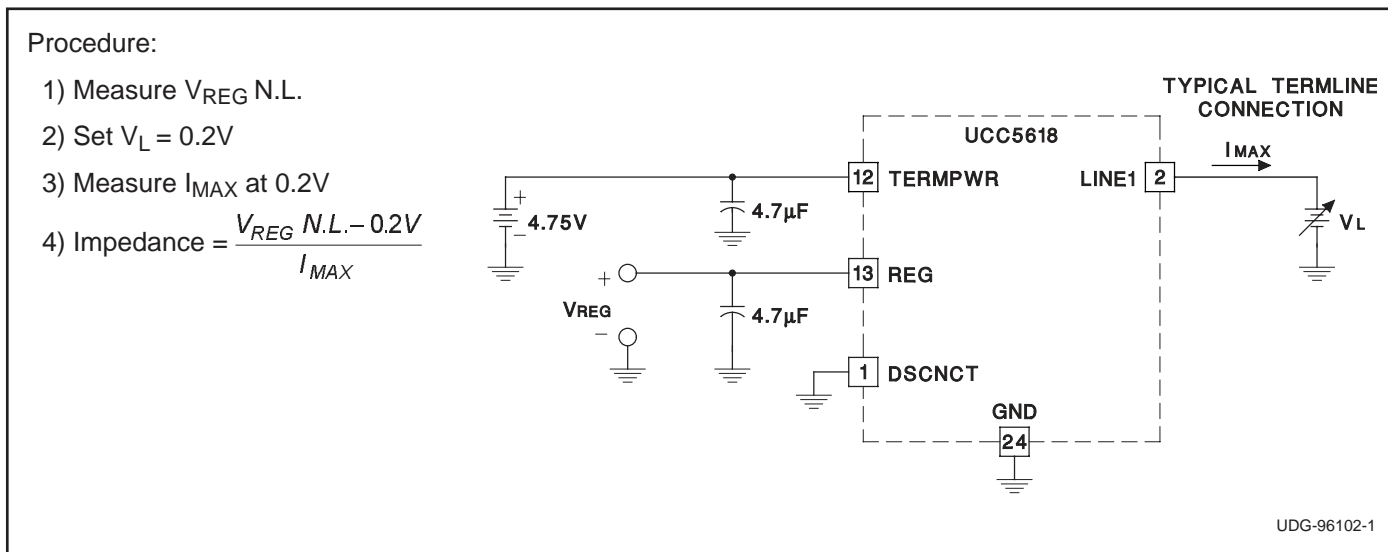 Procedure:
1) Measure VREG N.L.
2) Set VL = 0.2V
3) Measure IMAX at 0.2V
4) Impedance = VREG N.L.– 0.2V
IMAX
TYPICAL TERMLINE
CONNECTION
UCC5618
I MAX
12 TERMPWR
LINE1 2
+
4.75V
–
4.7µF
VL
13 REG
+
VREG
–
4.7µF
1 DSCNCT
GND
24
UDG-96102-1